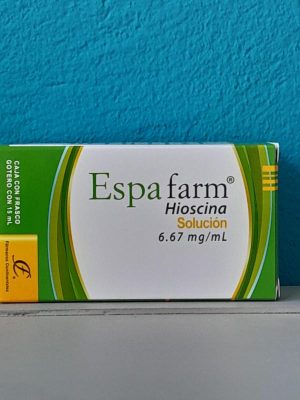 Espafarm®
Hioscina
Solución
6.67 mg/mL
CAJA CON FRASCO
GOTERO CON 15 mL